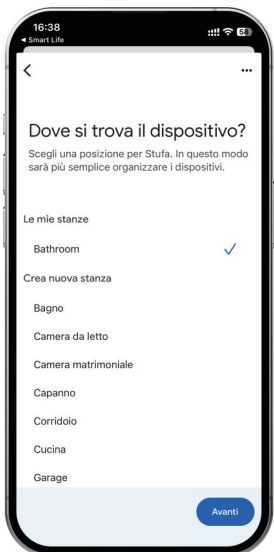 16:38
Smart Life
58
Dove si trova il dispositivo?
Scegli una posizione per Stufa. In questo modo
sarà più semplice organizzare i dispositivi.
Le mie stanze
Bathroom
Crea nuova stanza
Bagno
Camera da letto
Camera matrimoniale
Capanno
Corridoio
Cucina
Garage
Avanti